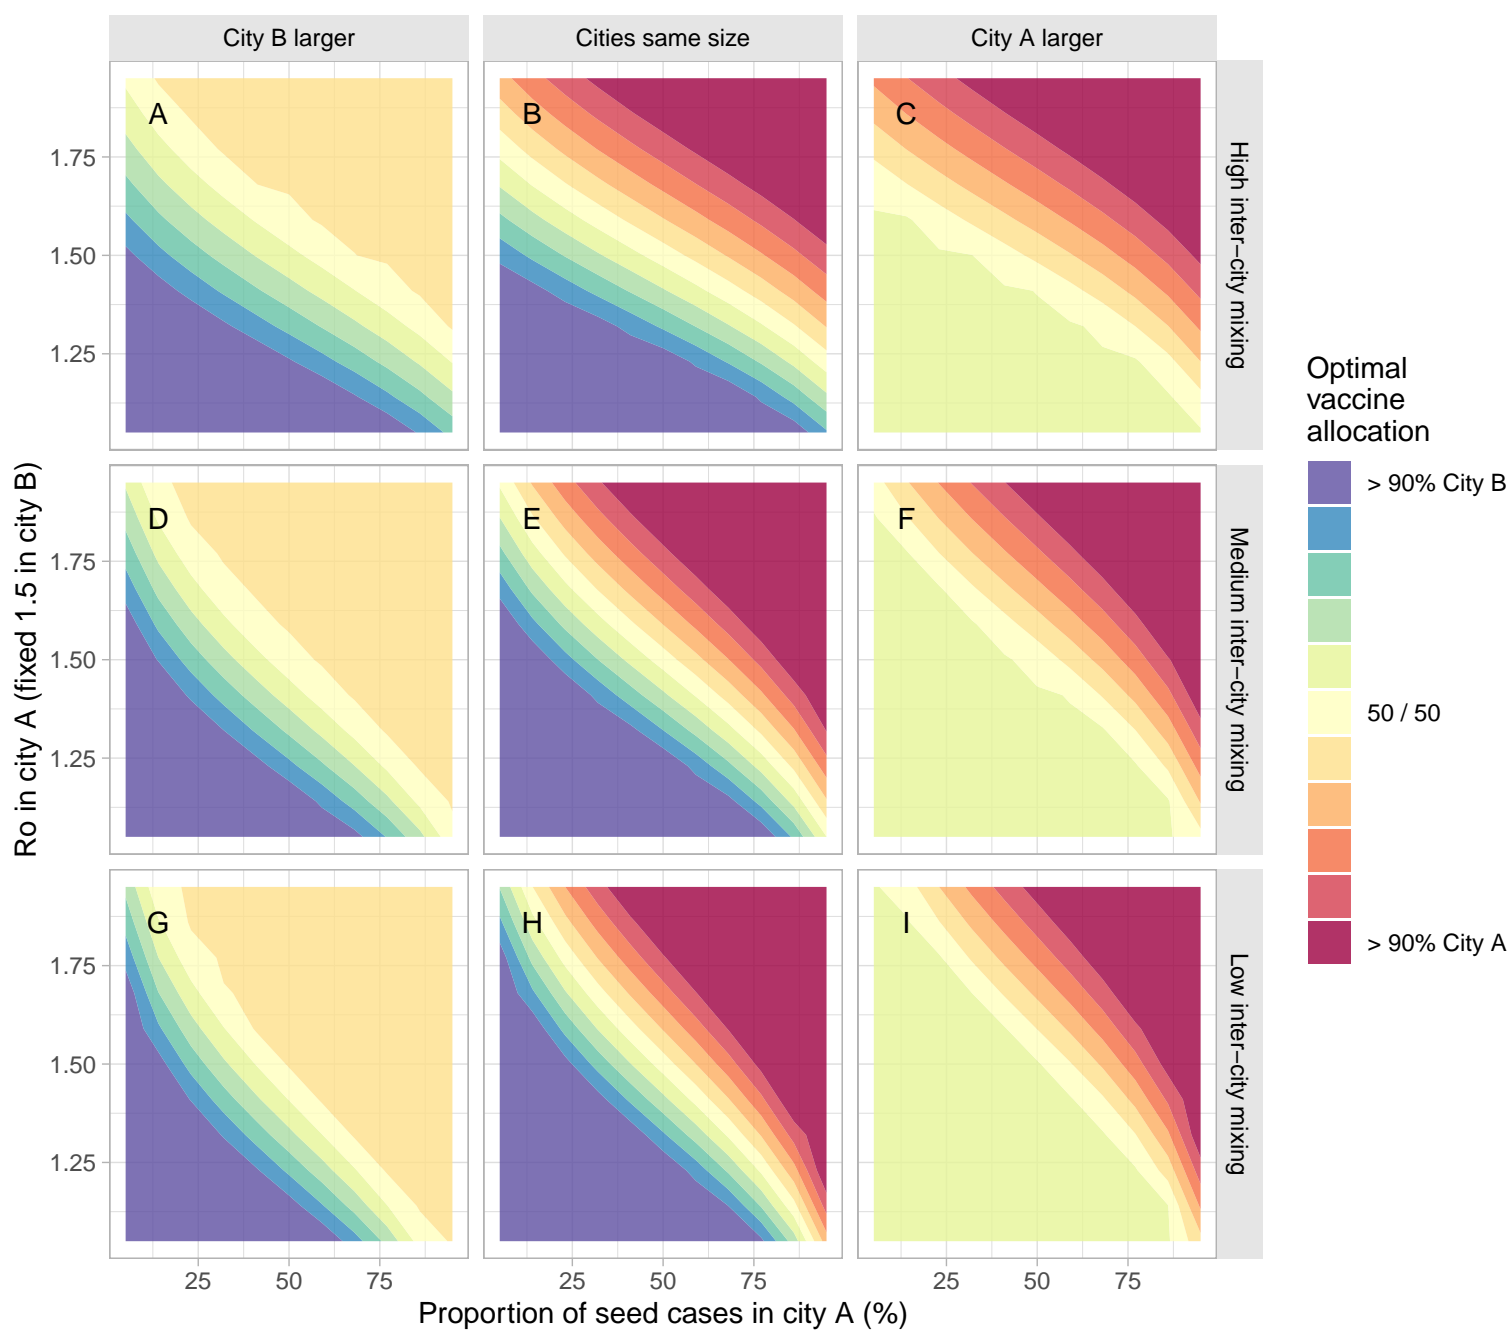 City B larger
Cities same size
City A larger
A
B
C
High inter−city mixing
1.75
1.50
1.25
D
E
F
Medium inter−city mixing
1.75
1.50
1.25
G
H
I
Low inter−city mixing
1.75
1.50
1.25
25 50 75
25 50 75
25 50 75
Proportion of seed cases in city A (%)
Ro in city A (fixed 1.5 in city B)
Optimal
vaccine
allocation
> 90% City B
50 / 50
> 90% City A